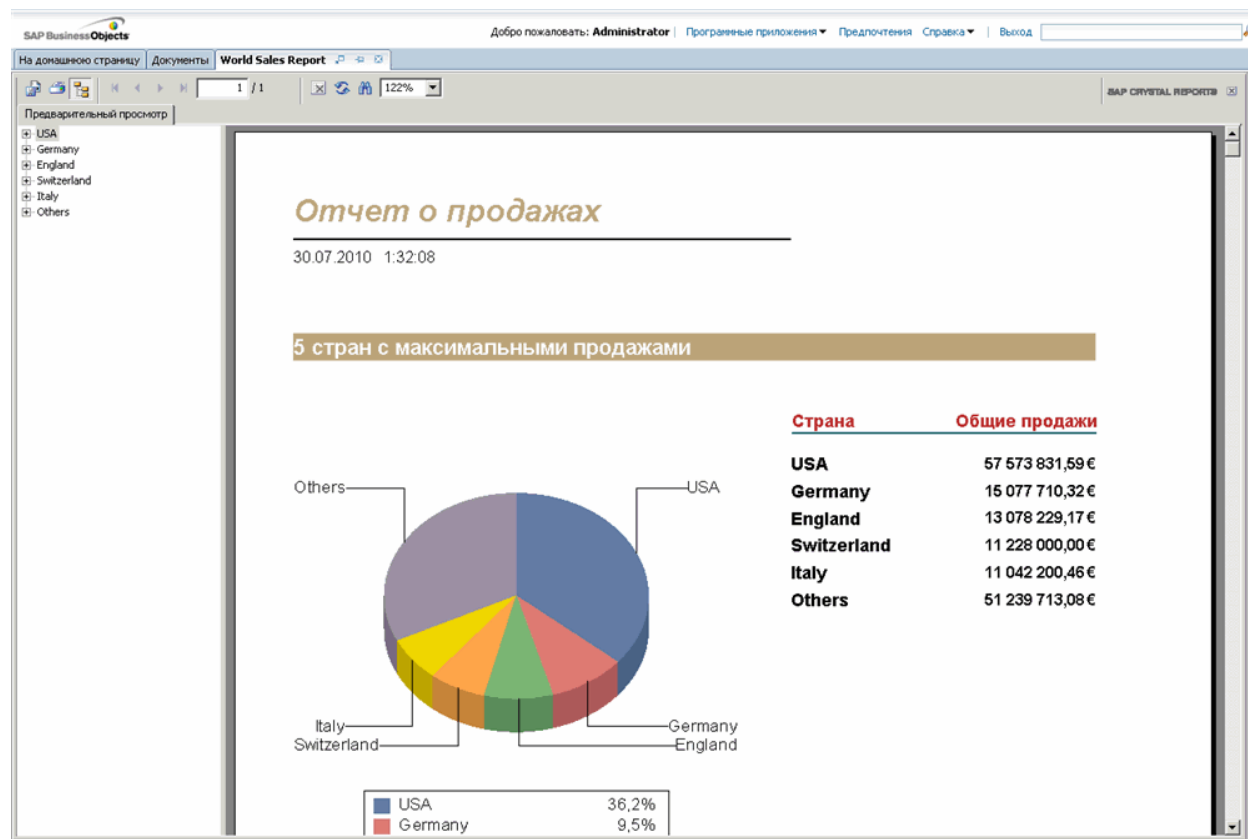 SAP BusinessObjects
Добро пожаловать: Administrator | Программные приложения | Предпочтения Справка | Выход
На домашнюю страницу Документы World Sales Report
1 /1 122% SAP CRYSTAL REPORTS
Предварительный просмотр
USA
Germany
England
Switzerland
Italy
Others
Отчет о продажах
30.07.2010 1:32:08
5 стран с максимальными продажами
Страна Общие продажи
USA 57 573 831,59 €
Germany 15 077 710,32 €
England 13 078 229,17 €
Switzerland 11 228 000,00 €
Italy 11 042 200,46 €
Others 51 239 713,08 €
Others USA
Italy Germany
Switzerland England
USA 36,2%
Germany 9,5%